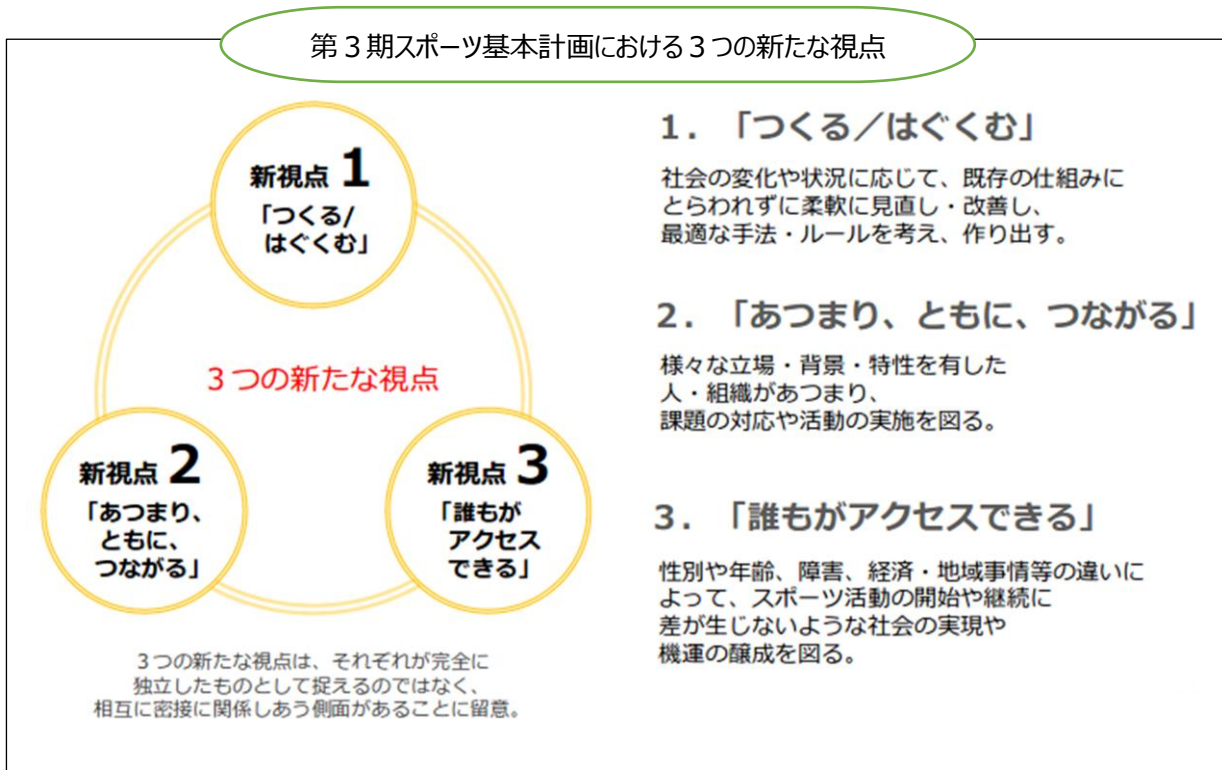 第３期スポーツ基本計画における３つの新たな視点
新視点 1
「つくる/
はぐくむ」
３つの新たな視点
新視点 2
「あつまり、
ともに、
つながる」
新視点 3
「誰もが
アクセス
できる」
３つの新たな視点は、それぞれが完全に
独立したものとして捉えるのではなく、
相互に密接に関係しあう側面があることに留意。
１．「つくる／はぐくむ」
社会の変化や状況に応じて、既存の仕組みに
とらわれずに柔軟に見直し・改善し、
最適な手法・ルールを考え、作り出す。
２．「あつまり、ともに、つながる」
様々な立場・背景・特性を有した
人・組織があつまり、
課題の対応や活動の実施を図る。
３．「誰もがアクセスできる」
性別や年齢、障害、経済・地域事情等の違いに
よって、スポーツ活動の開始や継続に
差が生じないような社会の実現や
機運の醸成を図る。